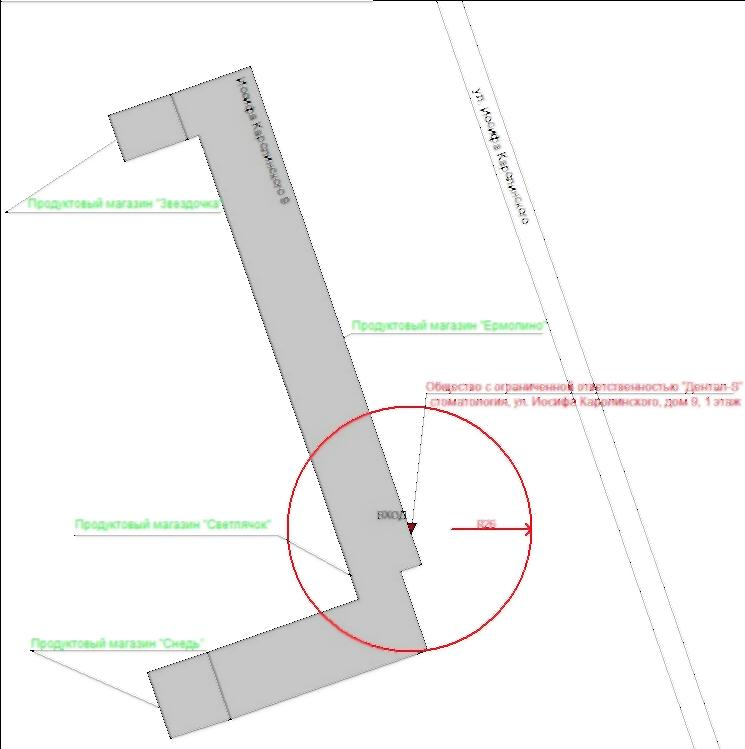 ул. Иосифа Каролинского
Иосифа Каролинского 9
Продуктовый магазин "Звездочка"
Продуктовый магазин "Ермолино"
Общество с ограниченной ответственностью "Дентал-S"
стоматология, ул. Иосифа Каролинского, дом 9, 1 этаж
ВХОД
Продуктовый магазин "Светлячок"
R25
Продуктовый магазин "Снедь"